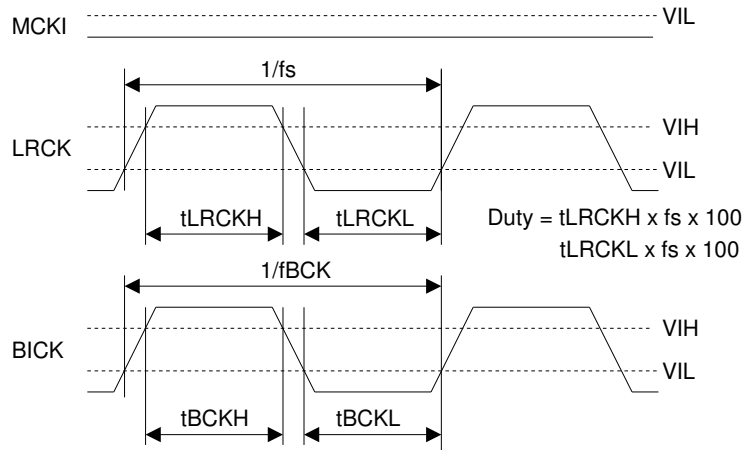 MCKI
VIL
1/fs
LRCK
VIH
VIL
tLRCKH
tLRCKL
Duty = tLRCKH x fs x 100
tLRCKL x fs x 100
1/fBCK
BICK
VIH
VIL
tBCKH
tBCKL